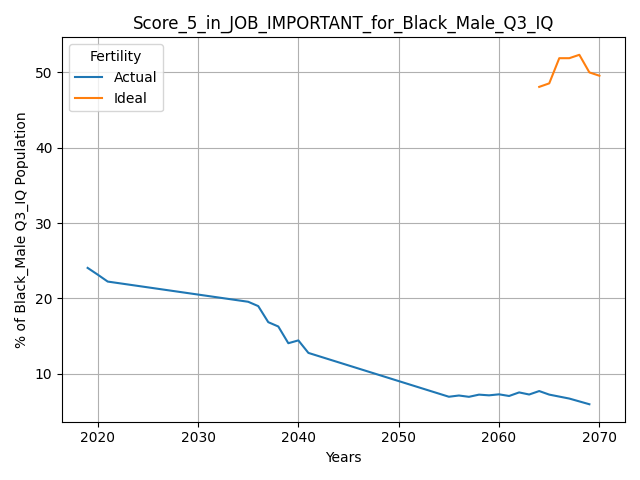 Score_5_in_JOB_IMPORTANT_for_Black_Male_Q3_IQ
Fertility
Actual
Ideal
% of Black_Male Q3_IQ Population
50
40
30
20
10
2020 2030 2040 2050 2060 2070
Years